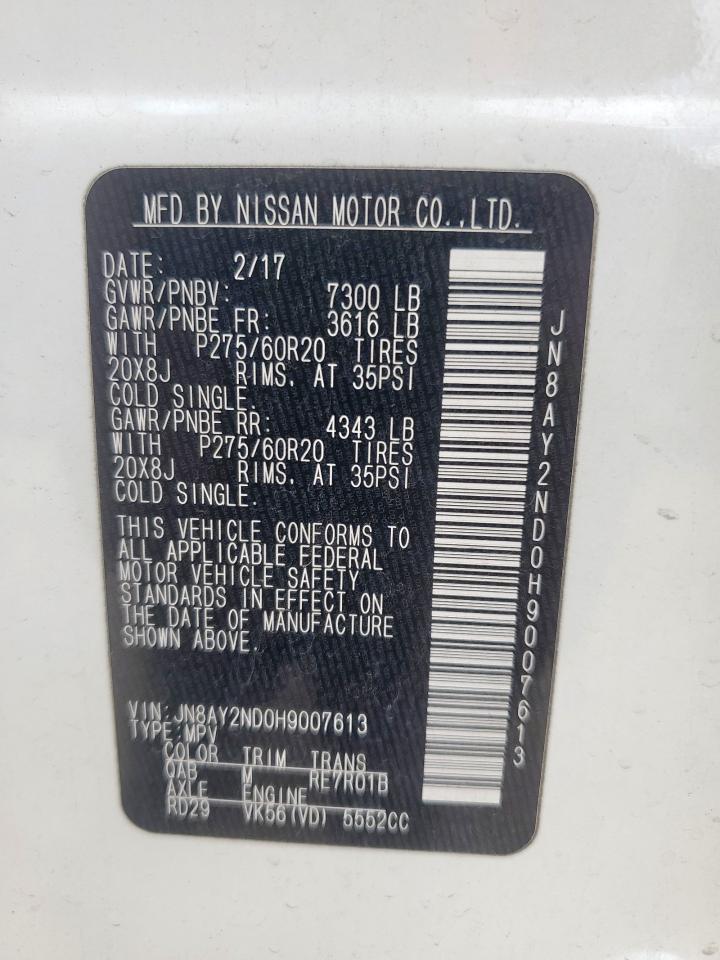 MFD BY NISSAN MOTOR CO.,LTD.
DATE: 2/17
GVWR/PNBV: 7300 LB
GAWR/PNBE FR: 3616 LB
WITH P275/60R20 TIRES
20X8J RIMS. AT 35PSI
COLD SINGLE.
GAWR/PNBE RR: 4343 LB
WITH P275/60R20 TIRES
20X8J RIMS. AT 35PSI
COLD SINGLE.
THIS VEHICLE CONFORMS TO
ALL APPLICABLE FEDERAL
MOTOR VEHICLE SAFETY
STANDARDS IN EFFECT ON
THE DATE OF MANUFACTURE
SHOWN ABOVE.
VIN: JN8AY2ND0H9007613
TYPE:MPV
COLOR TRIM TRANS
QAB M RE7R01B
AXLE ENGINE
RD29 VK56(VD) 5552CC
JN8AY2ND0H9007613